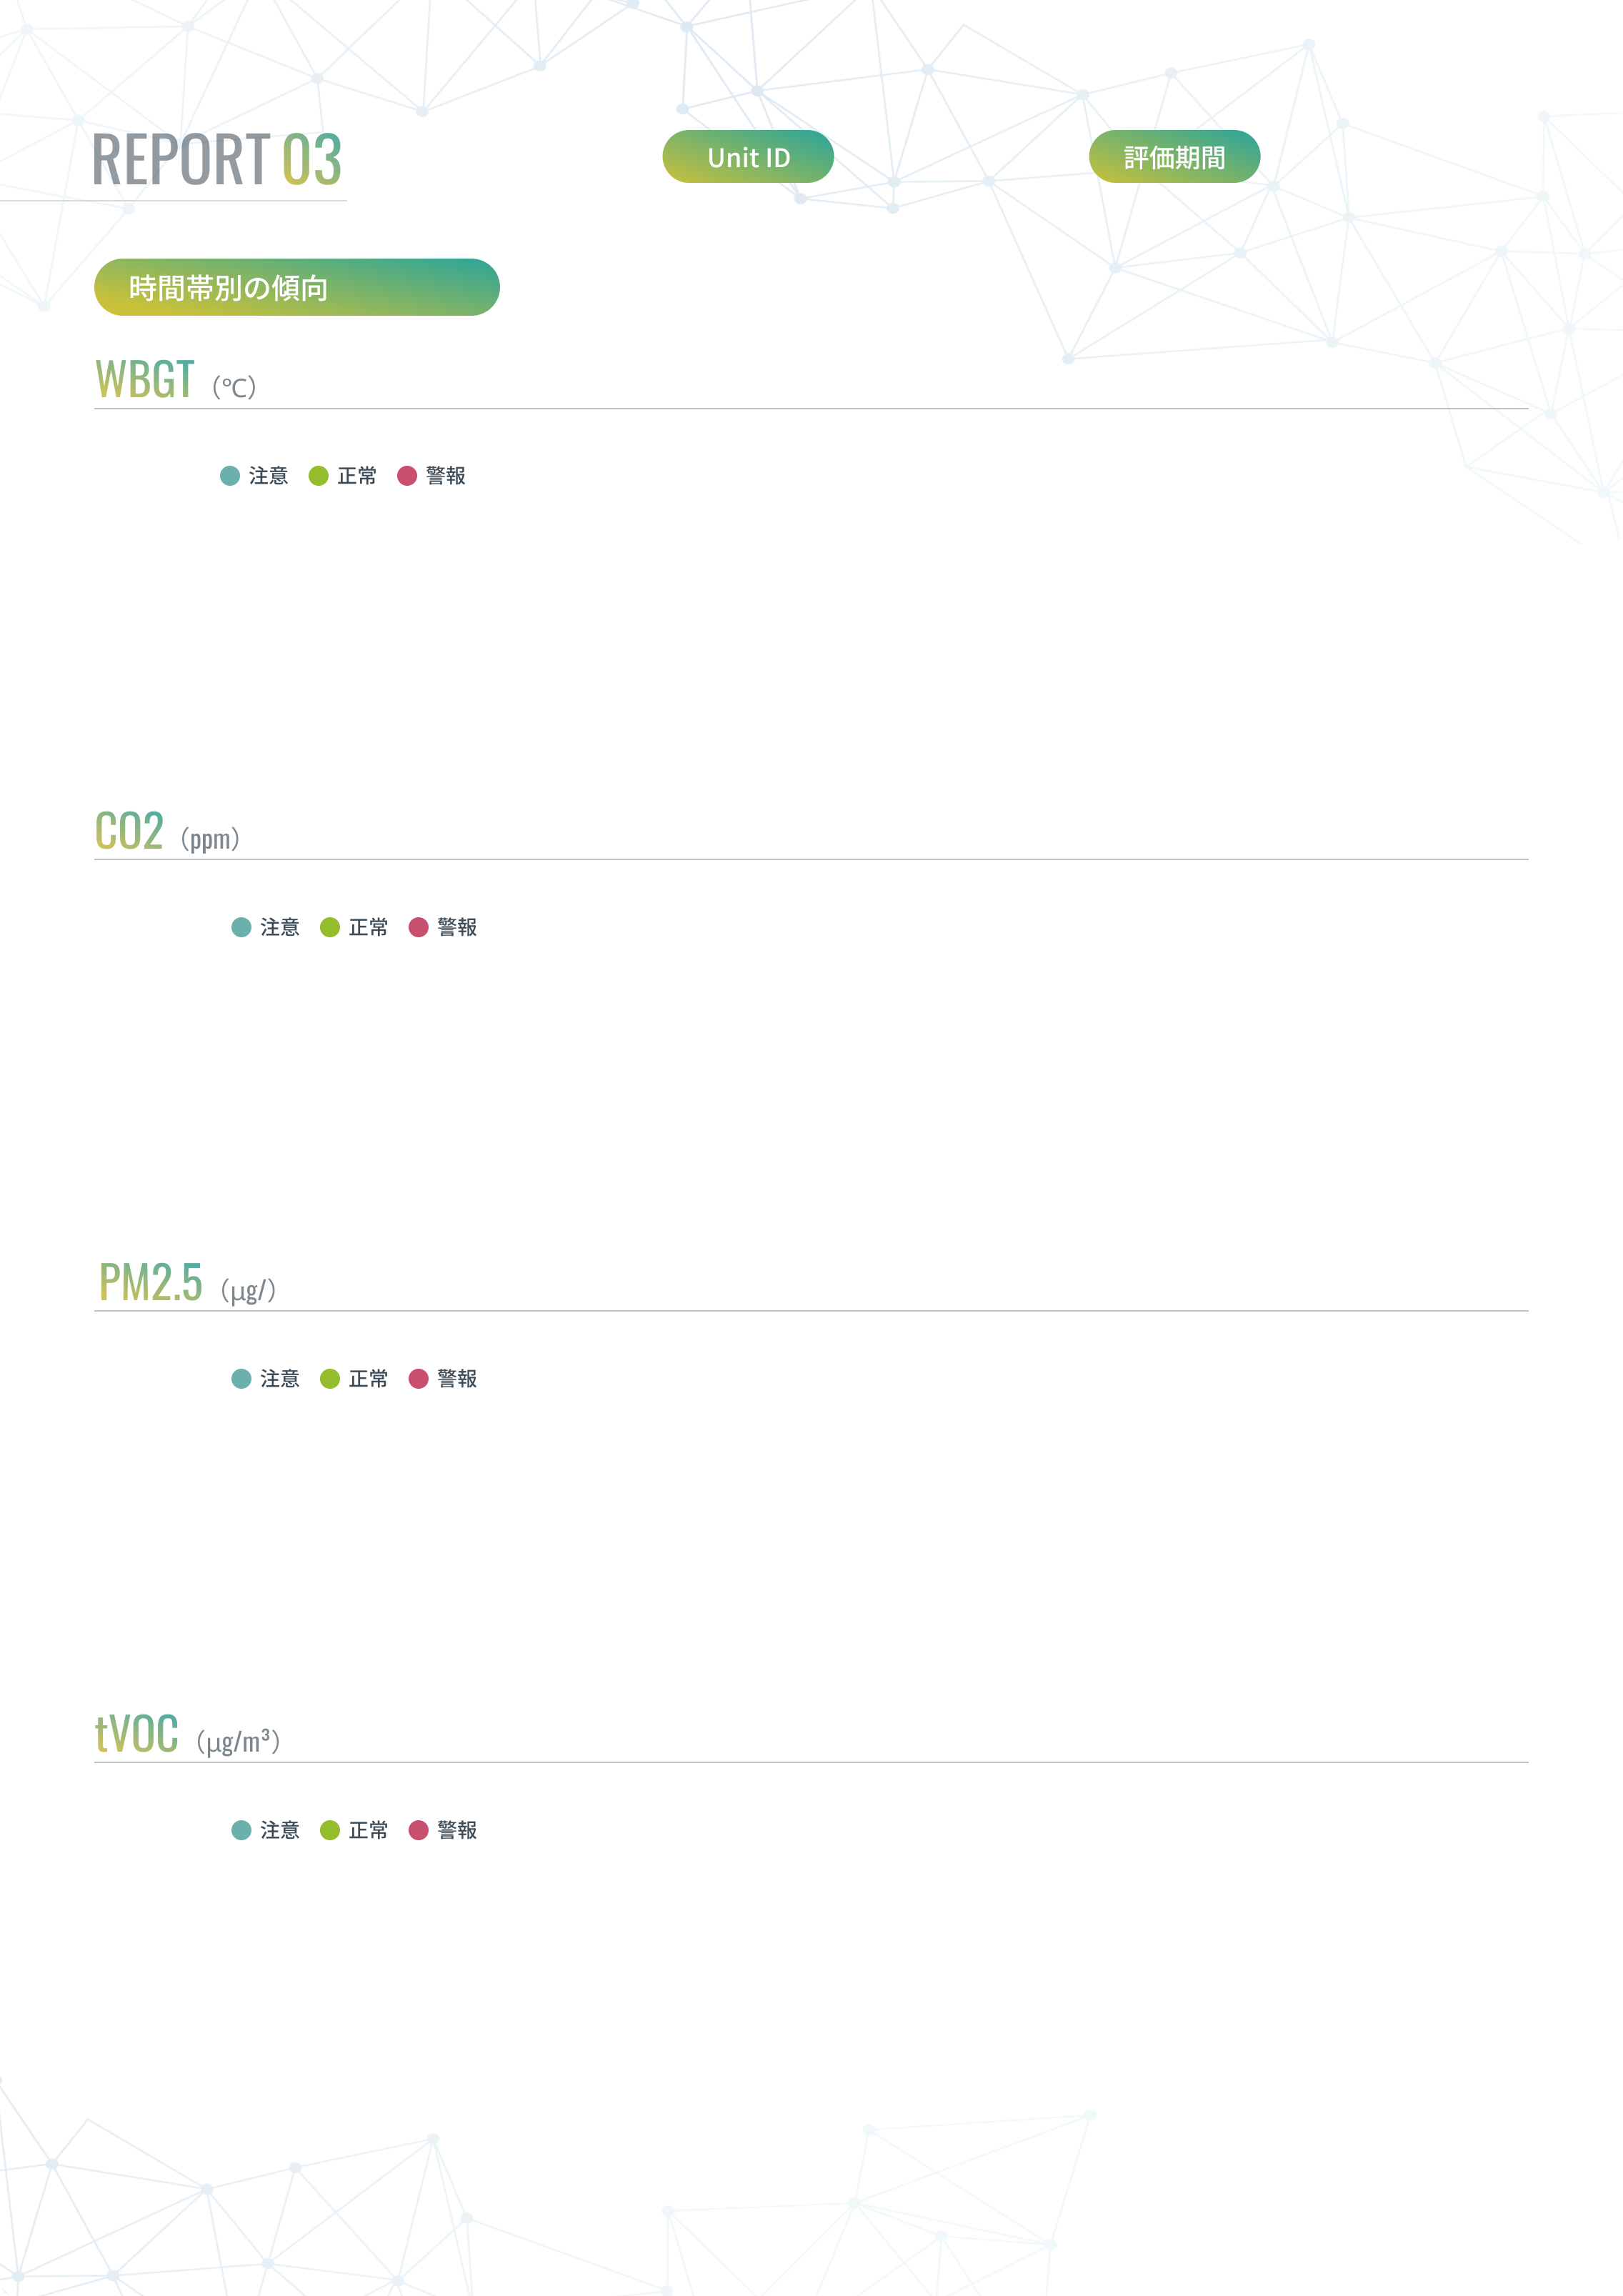 REPORT 03
Unit ID
評価期間
時間帯別の傾向
WBGT（℃）
注意 正常 警報
CO2（ppm）
注意 正常 警報
PM2.5（μg/）
注意 正常 警報
tVOC（μg/m³）
注意 正常 警報